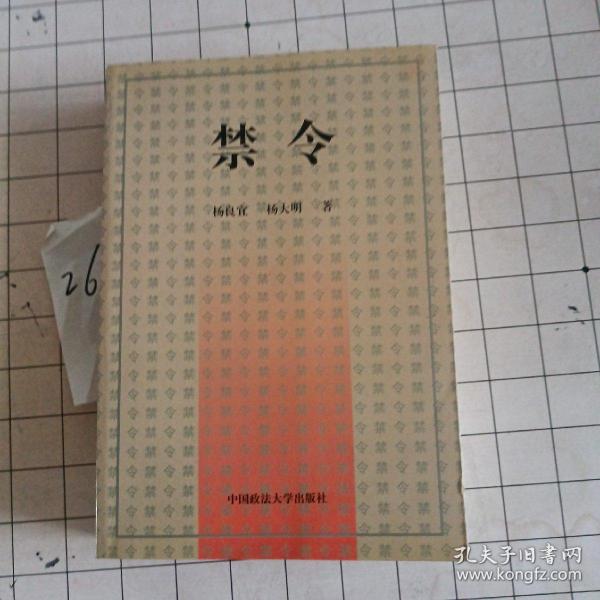 禁令
杨良宜 杨大明 著
26
中国政法大学出版社
孔夫子旧书网
www.kongfz.com